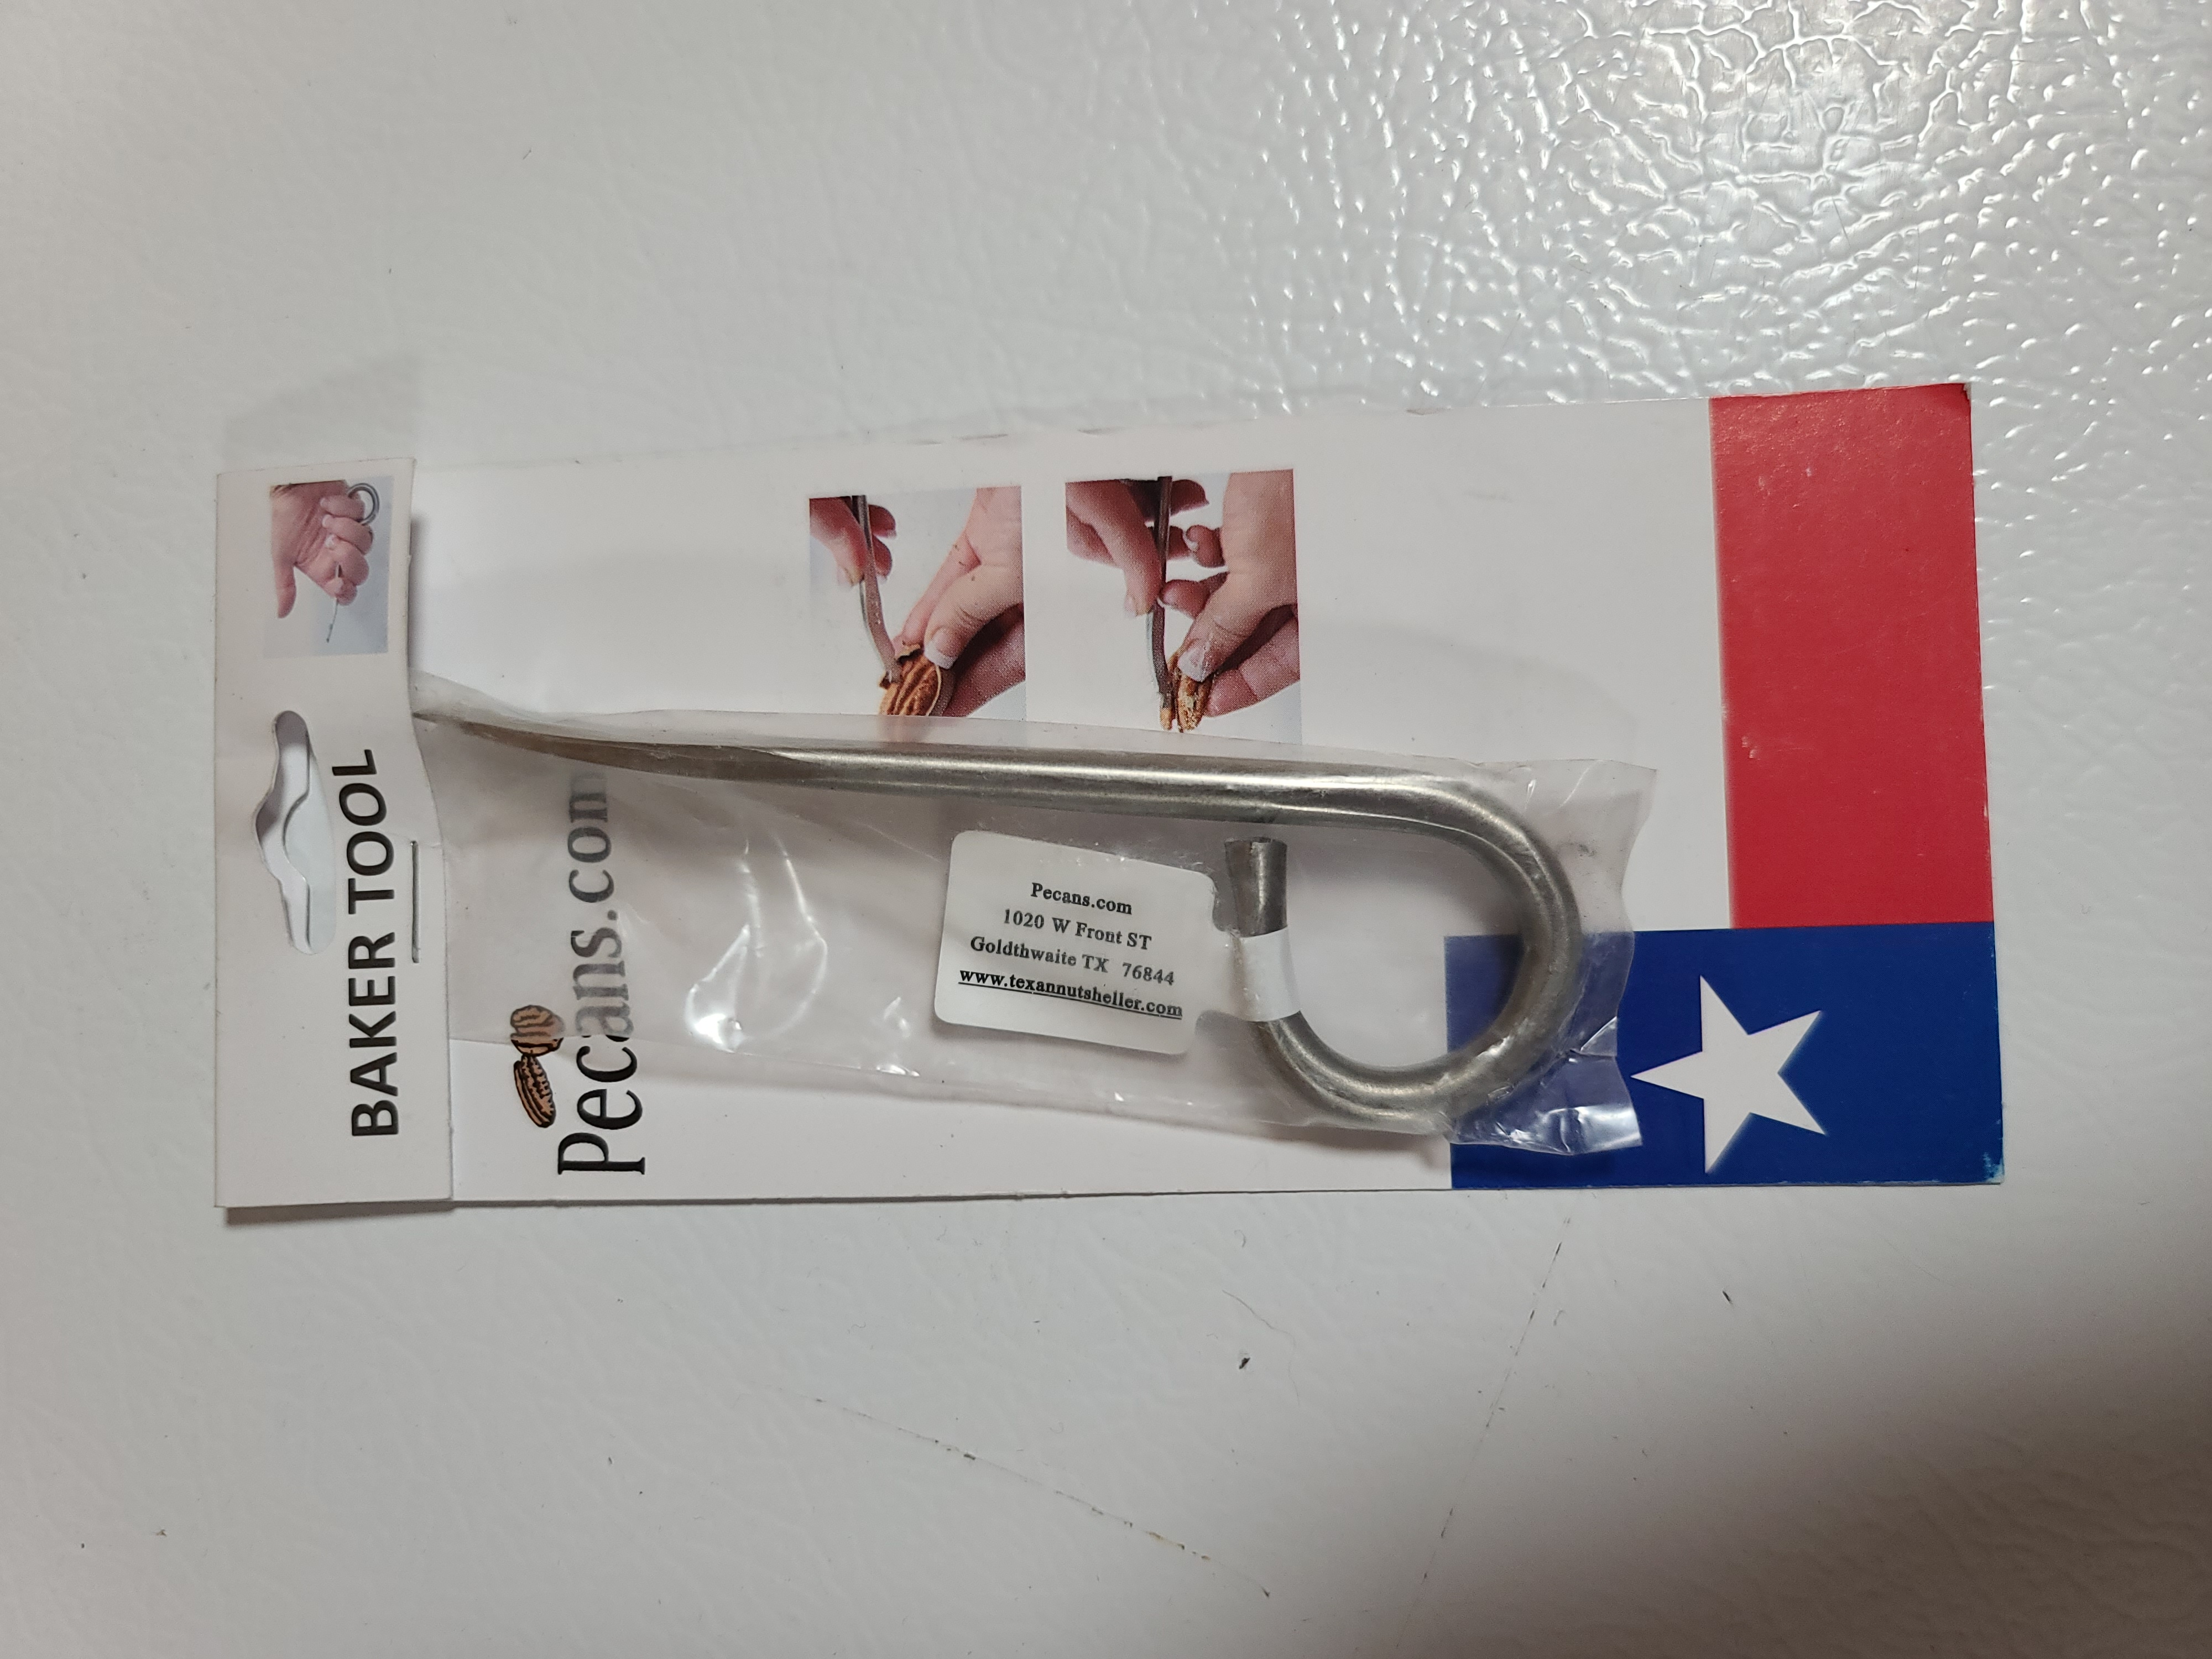 BAKER TOOL
Pecans.com
Pecans.com
1020 W Front ST
Goldthwaite TX 76844
www.texannutsheller.com